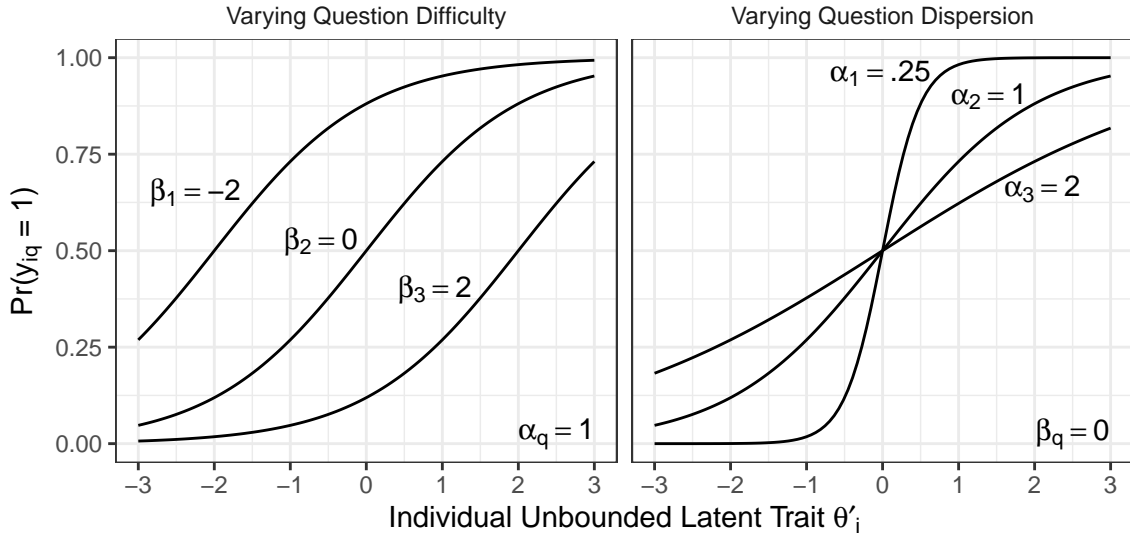 Varying Question Difficulty
Varying Question Dispersion
Pr(y_iq = 1)
1.00
0.75
0.50
0.25
0.00
β₁ = −2
β₂ = 0
β₃ = 2
α_q = 1
α₁ = .25
α₂ = 1
α₃ = 2
β_q = 0
−3 −2 −1 0 1 2 3
−3 −2 −1 0 1 2 3
Individual Unbounded Latent Trait θ′_i